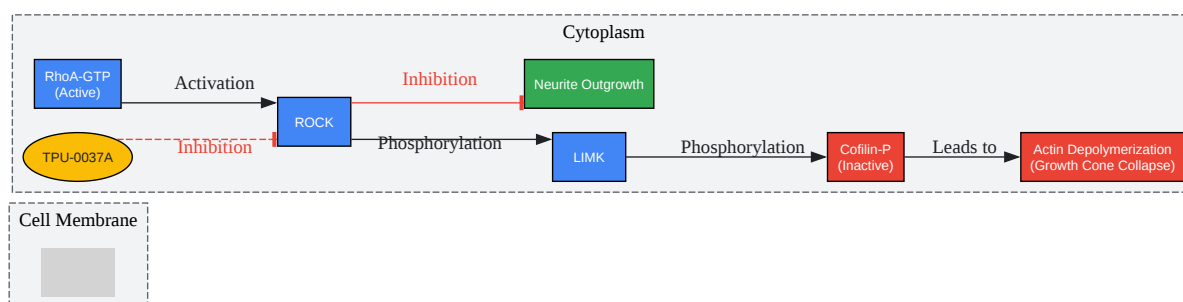 Cytoplasm
RhoA-GTP
(Active)
Activation
Inhibition
Neurite Outgrowth
ROCK
TPU-0037A
Inhibition
Phosphorylation
LIMK
Phosphorylation
Cofilin-P
(Inactive)
Leads to
Actin Depolymerization
(Growth Cone Collapse)
Cell Membrane